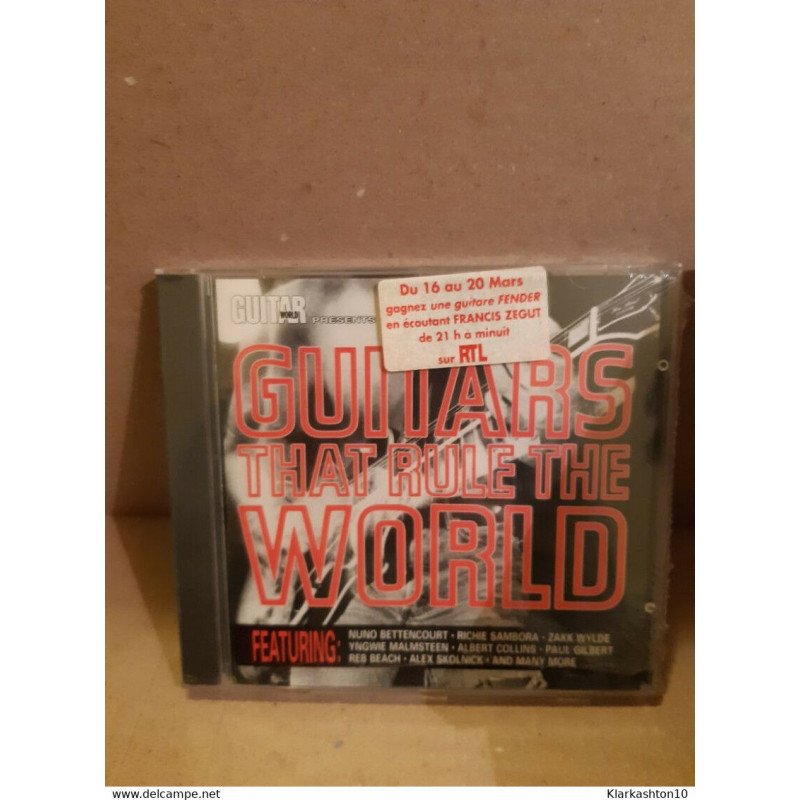 Du 16 au 20 Mars
gagnez une guitare FENDER
en écoutant FRANCIS ZEGUT
de 21 h à minuit
sur RTL
GUITAR
WORLD
PRESENTS
GUITARS
THAT RULE THE
WORLD
FEATURING:
NUNO BETTENCOURT · RICHIE SAMBORA · ZAKK WYLDE
YNGWIE MALMSTEEN · ALBERT COLLINS · PAUL GILBERT
REB BEACH · ALEX SKOLNICK · AND MANY MORE
www.delcampe.net
Klarkashton10